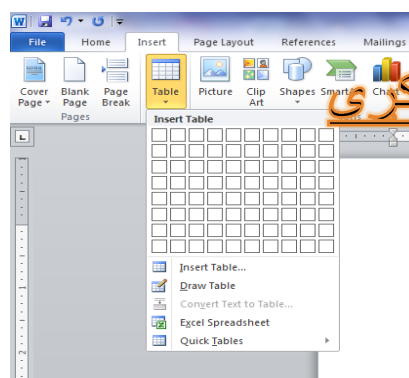 File Home Insert Page Layout References Mailings
Cover Page Blank Page Page Break Table Picture Clip Art Shapes SmartArt Chart
Pages
Insert Table
Insert Table...
Draw Table
Convert Text to Table...
Excel Spreadsheet
Quick Tables